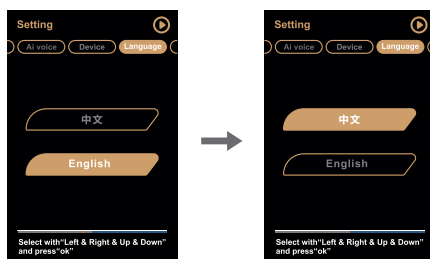 Setting
Ai voice Device Language
中文
English
Select with“Left & Right & Up & Down”
and press“ok”
Setting
Ai voice Device Language
中文
English
Select with“Left & Right & Up & Down”
and press“ok”